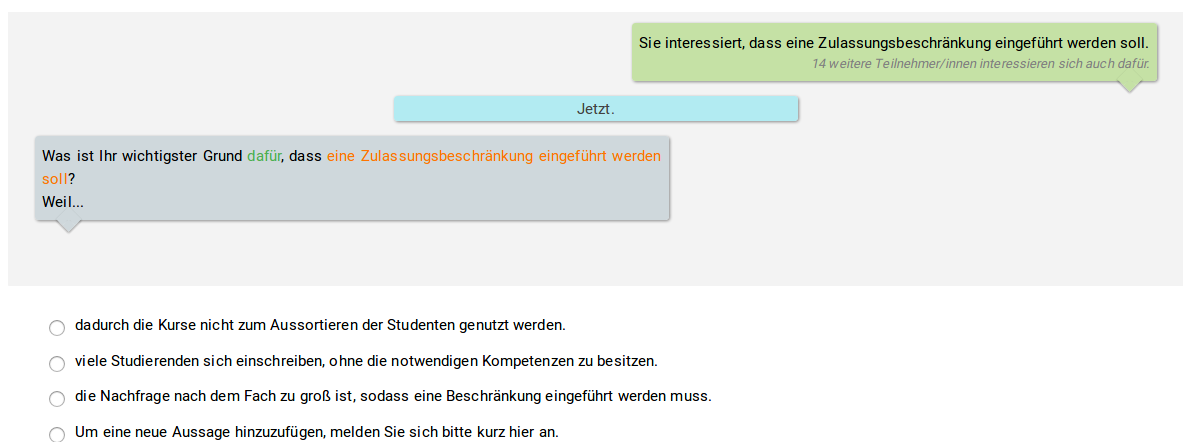 Sie interessiert, dass eine Zulassungsbeschränkung eingeführt werden soll.
14 weitere Teilnehmer/innen interessieren sich auch dafür.
Jetzt.
Was ist Ihr wichtigster Grund dafür, dass eine Zulassungsbeschränkung eingeführt werden
soll?
Weil...
dadurch die Kurse nicht zum Aussortieren der Studenten genutzt werden.
viele Studierenden sich einschreiben, ohne die notwendigen Kompetenzen zu besitzen.
die Nachfrage nach dem Fach zu groß ist, sodass eine Beschränkung eingeführt werden muss.
Um eine neue Aussage hinzuzufügen, melden Sie sich bitte kurz hier an.